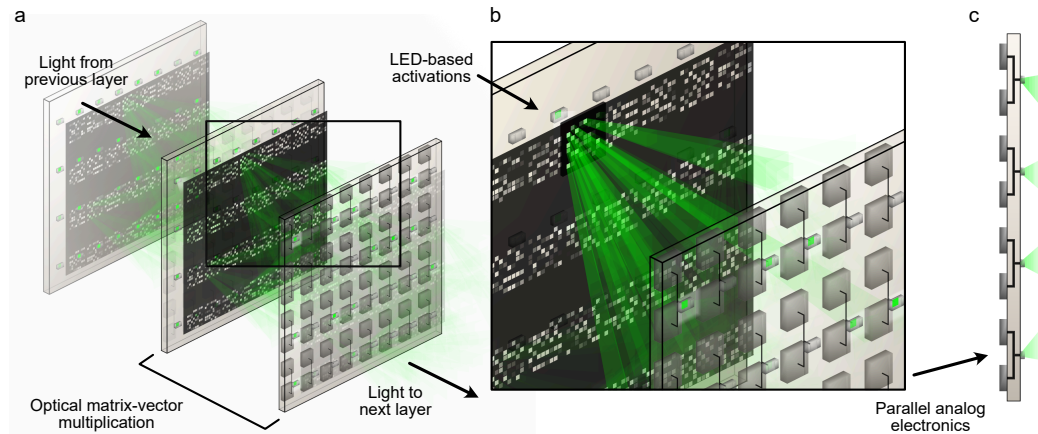 a
Light from
previous layer
Optical matrix-vector
multiplication
Light to
next layer
b
LED-based
activations
c
Parallel analog
electronics